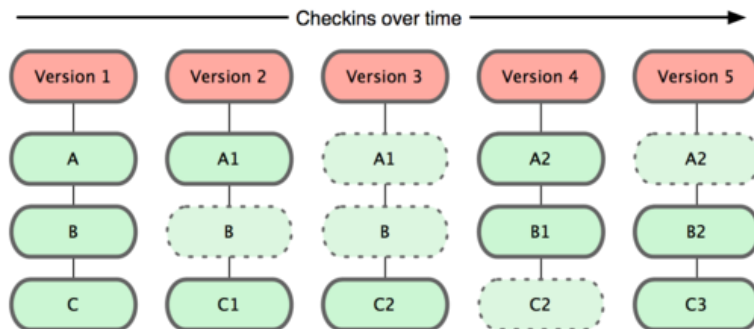 Checkins over time
Version 1 Version 2 Version 3 Version 4 Version 5
A A1 A1 A2 A2
B B B B1 B2
C C1 C2 C2 C3